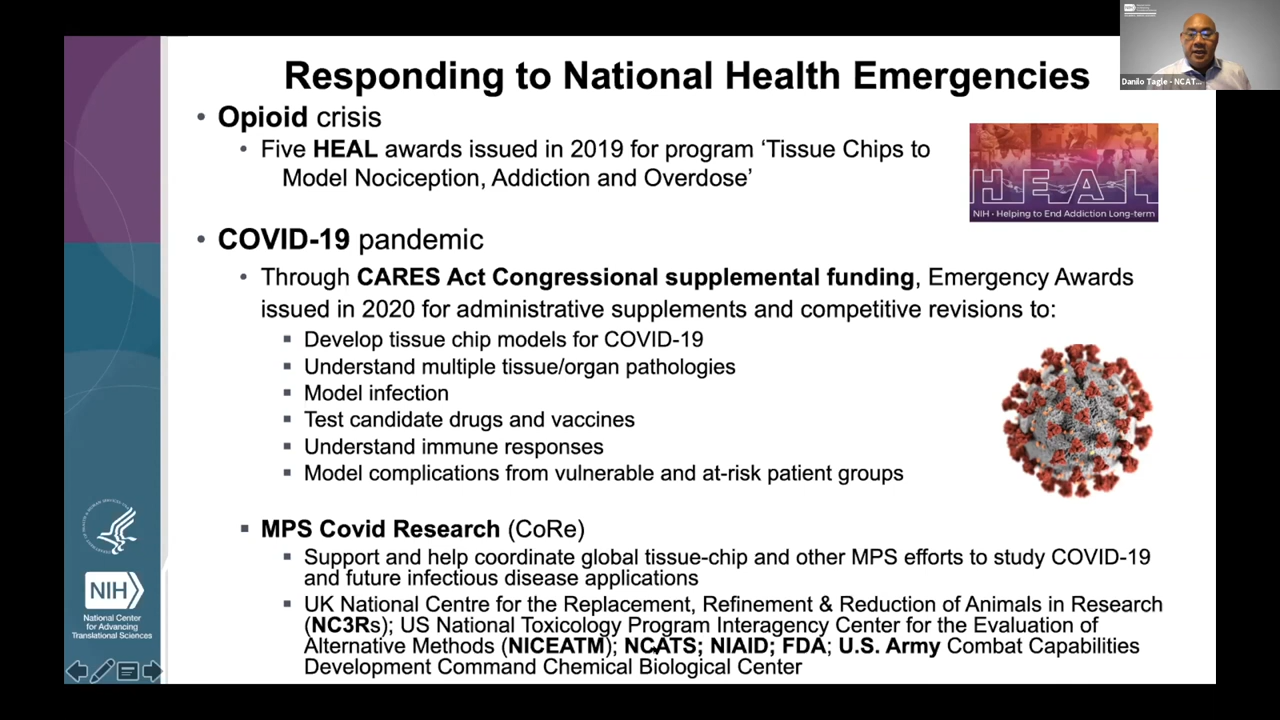 Responding to National Health Emergencies
Danilo Tagle - NCAT...
• Opioid crisis
• Five HEAL awards issued in 2019 for program ‘Tissue Chips to
Model Nociception, Addiction and Overdose’
HEAL
NIH • Helping to End Addiction Long-term
• COVID-19 pandemic
• Through CARES Act Congressional supplemental funding, Emergency Awards
issued in 2020 for administrative supplements and competitive revisions to:
▪ Develop tissue chip models for COVID-19
▪ Understand multiple tissue/organ pathologies
▪ Model infection
▪ Test candidate drugs and vaccines
▪ Understand immune responses
▪ Model complications from vulnerable and at-risk patient groups
▪ MPS Covid Research (CoRe)
▪ Support and help coordinate global tissue-chip and other MPS efforts to study COVID-19
and future infectious disease applications
▪ UK National Centre for the Replacement, Refinement & Reduction of Animals in Research
(NC3Rs); US National Toxicology Program Interagency Center for the Evaluation of
Alternative Methods (NICEATM); NCATS; NIAID; FDA; U.S. Army Combat Capabilities
Development Command Chemical Biological Center
NIH
National Center
for Advancing
Translational Sciences
NIH